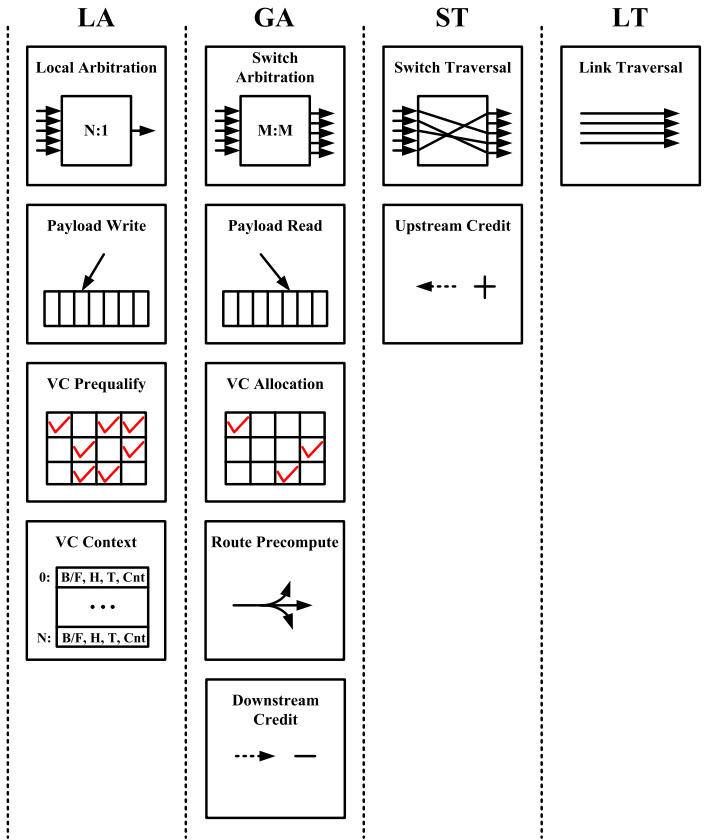 LA
GA
ST
LT
Local Arbitration
N:1
Switch
Arbitration
M:M
Switch Traversal
Link Traversal
Payload Write
Payload Read
Upstream Credit
+
VC Prequalify
VC Allocation
VC Context
0: B/F, H, T, Cnt
...
N: B/F, H, T, Cnt
Route Precompute
Downstream
Credit
–